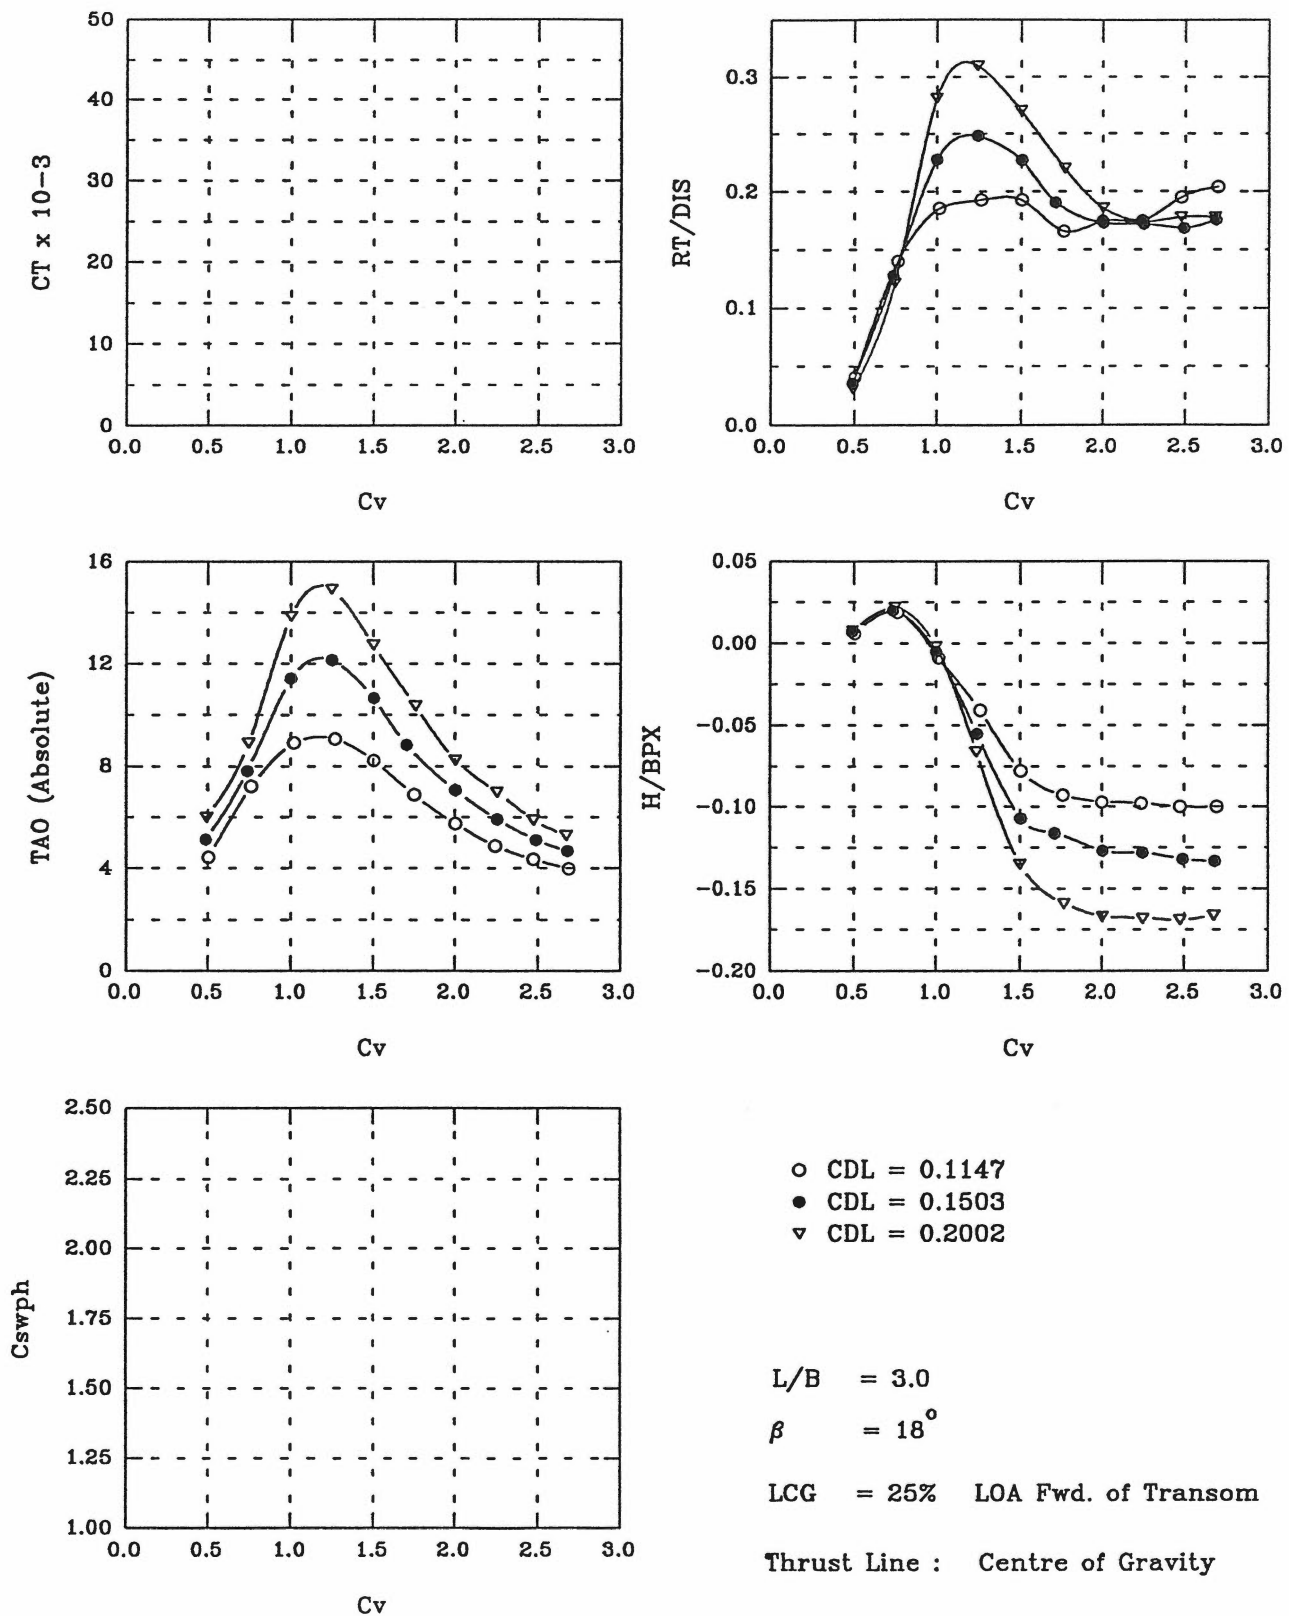 50
40
30
20
10
0
CT x 10-3
0.0 0.5 1.0 1.5 2.0 2.5 3.0
Cv
0.3
0.2
0.1
0.0
RT/DIS
0.0 0.5 1.0 1.5 2.0 2.5 3.0
Cv
16
12
8
4
0
TAO (Absolute)
0.0 0.5 1.0 1.5 2.0 2.5 3.0
Cv
0.05
0.00
-0.05
-0.10
-0.15
-0.20
H/BPX
0.0 0.5 1.0 1.5 2.0 2.5 3.0
Cv
2.50
2.25
2.00
1.75
1.50
1.25
1.00
Cswph
0.0 0.5 1.0 1.5 2.0 2.5 3.0
Cv
CDL = 0.1147
CDL = 0.1503
CDL = 0.2002
L/B = 3.0
β = 18°
LCG = 25% LOA Fwd. of Transom
Thrust Line : Centre of Gravity